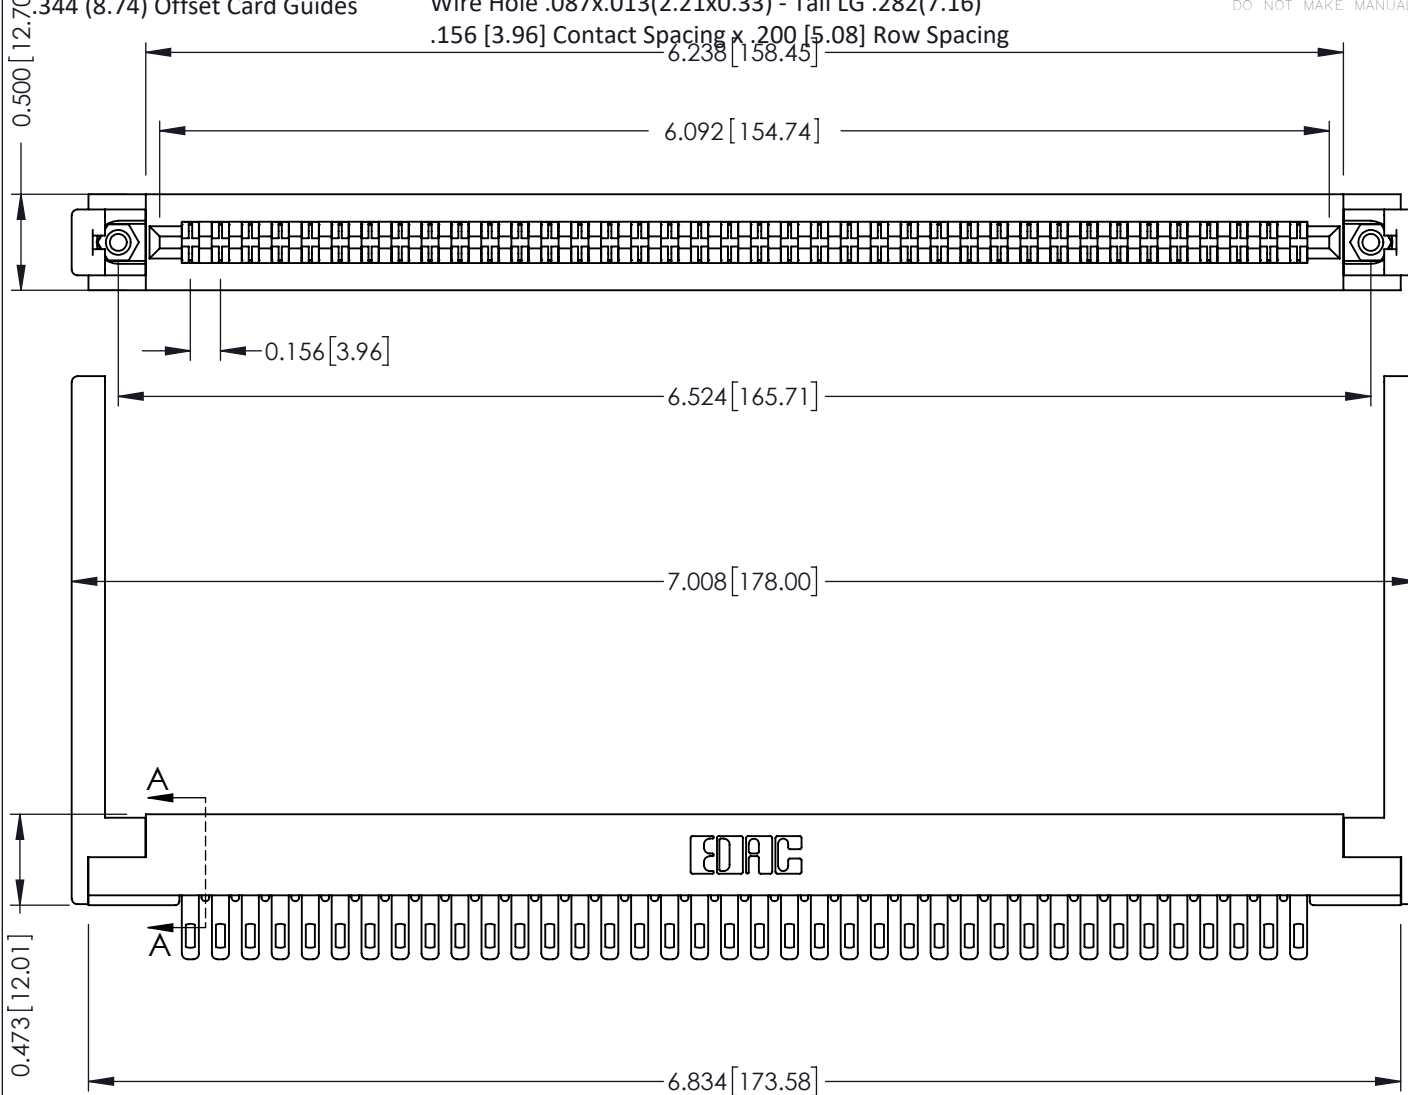 .344 (8.74) Offset Card Guides
Wire Hole .087x.013(2.21x0.33) - Tail LG .282(7.16)
.156 [3.96] Contact Spacing x .200 [5.08] Row Spacing
DO NOT MAKE MANUAL
0.500 [12.70
6.238 [158.45]
6.092 [154.74]
0.156 [3.96]
6.524 [165.71]
7.008 [178.00]
A
EDAC
A
0.473 [12.01]
6.834 [173.58]